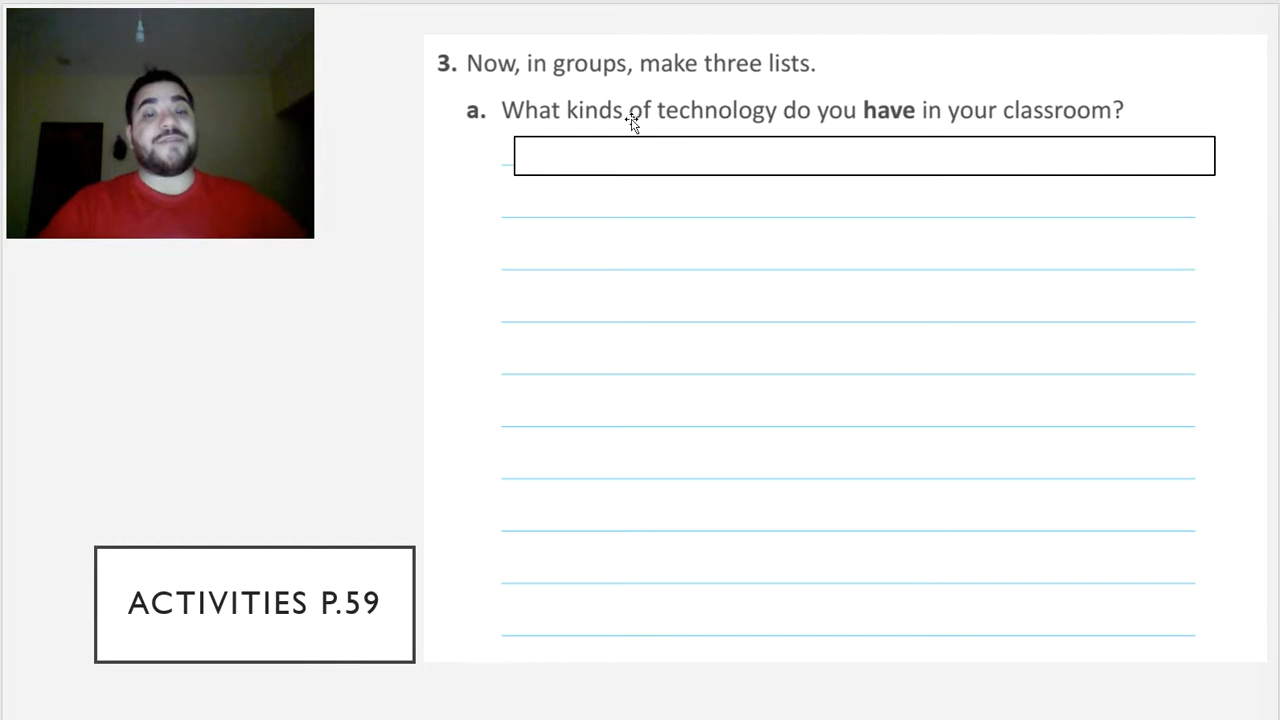 3. Now, in groups, make three lists.
a. What kinds of technology do you have in your classroom?
ACTIVITIES P.59